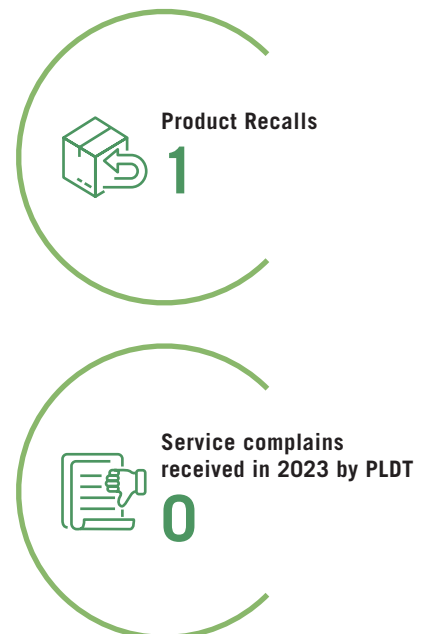 Product Recalls
1
Service complains
received in 2023 by PLDT
0